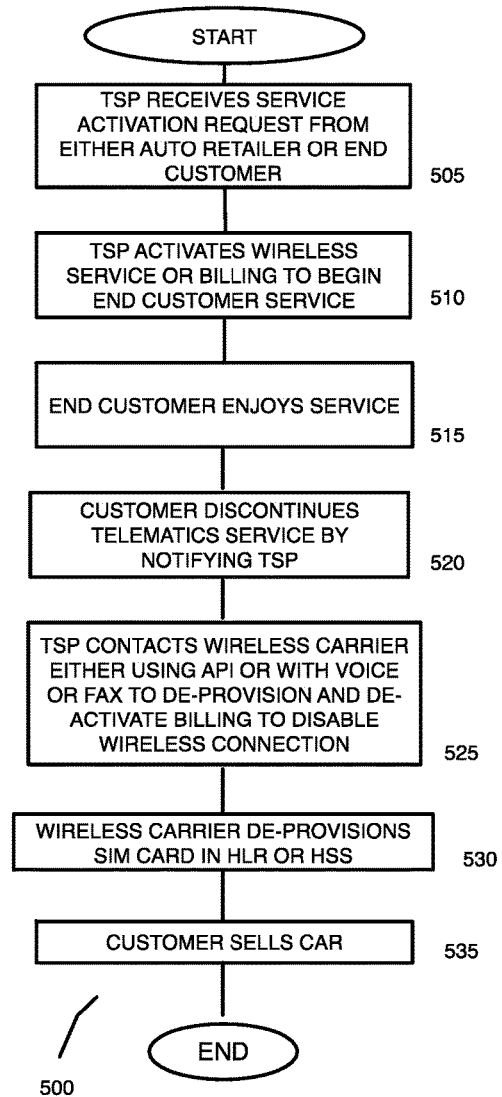 START
TSP RECEIVES SERVICE
ACTIVATION REQUEST FROM
EITHER AUTO RETAILER OR END
CUSTOMER
505
TSP ACTIVATES WIRELESS
SERVICE OR BILLING TO BEGIN
END CUSTOMER SERVICE
510
END CUSTOMER ENJOYS SERVICE
515
CUSTOMER DISCONTINUES
TELEMATICS SERVICE BY
NOTIFYING TSP
520
TSP CONTACTS WIRELESS CARRIER
EITHER USING API OR WITH VOICE
OR FAX TO DE-PROVISION AND DE-
ACTIVATE BILLING TO DISABLE
WIRELESS CONNECTION
525
WIRELESS CARRIER DE-PROVISIONS
SIM CARD IN HLR OR HSS
530
CUSTOMER SELLS CAR
535
END
500